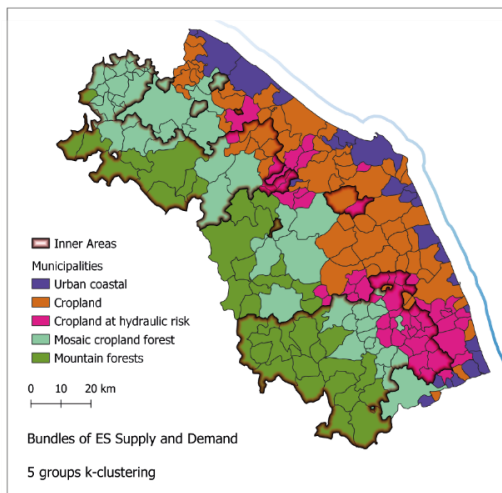 Inner Areas
Municipalities
Urban coastal
Cropland
Cropland at hydraulic risk
Mosaic cropland forest
Mountain forests
0 10 20 km
Bundles of ES Supply and Demand
5 groups k-clustering